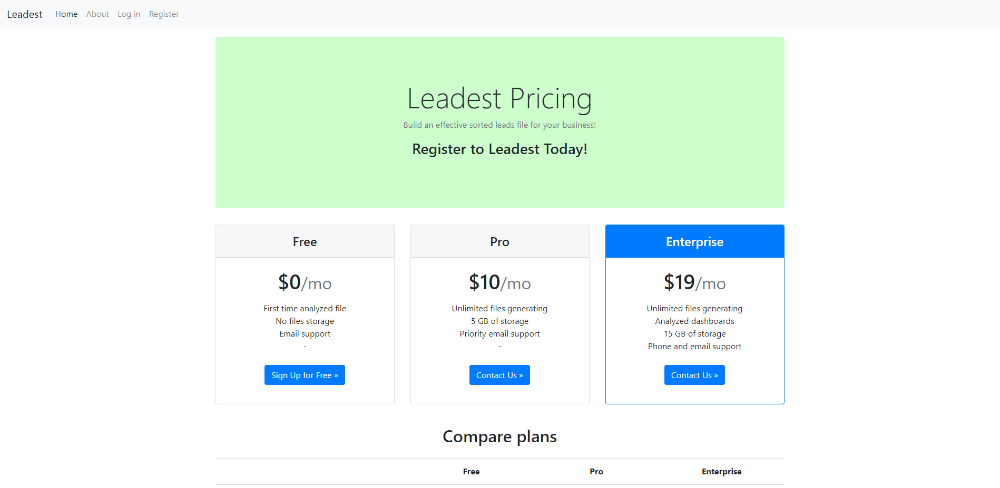 Leadest Home About Log in Register
Leadest Pricing
Build an effective sorted leads file for your business!
Register to Leadest Today!
Free
$0/mo
First time analyzed file
No files storage
Email support
-
Sign Up for Free »
Pro
$10/mo
Unlimited files generating
5 GB of storage
Priority email support
-
Contact Us »
Enterprise
$19/mo
Unlimited files generating
Analyzed dashboards
15 GB of storage
Phone and email support
Contact Us »
Compare plans
Free Pro Enterprise